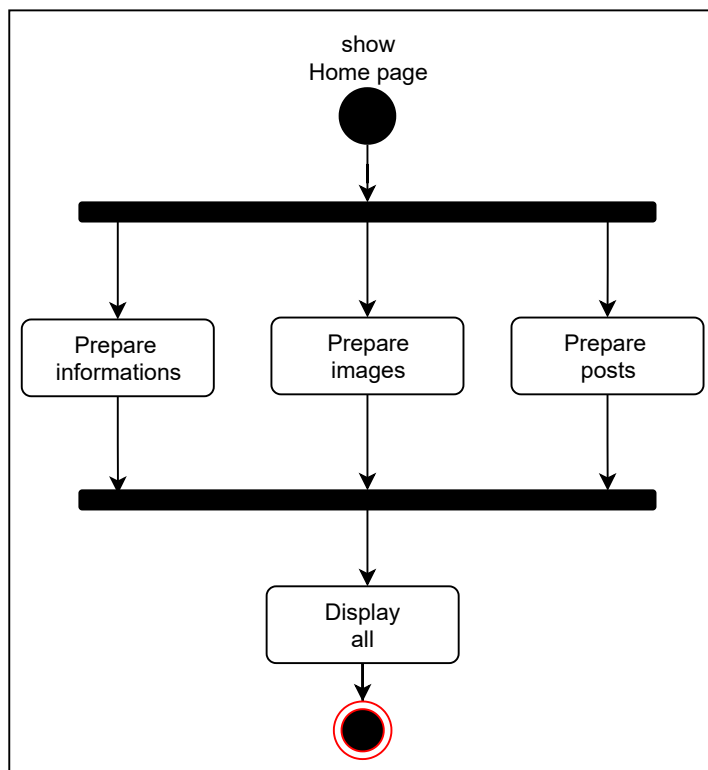 show
Home page
Prepare
informations
Prepare
images
Prepare
posts
Display
all